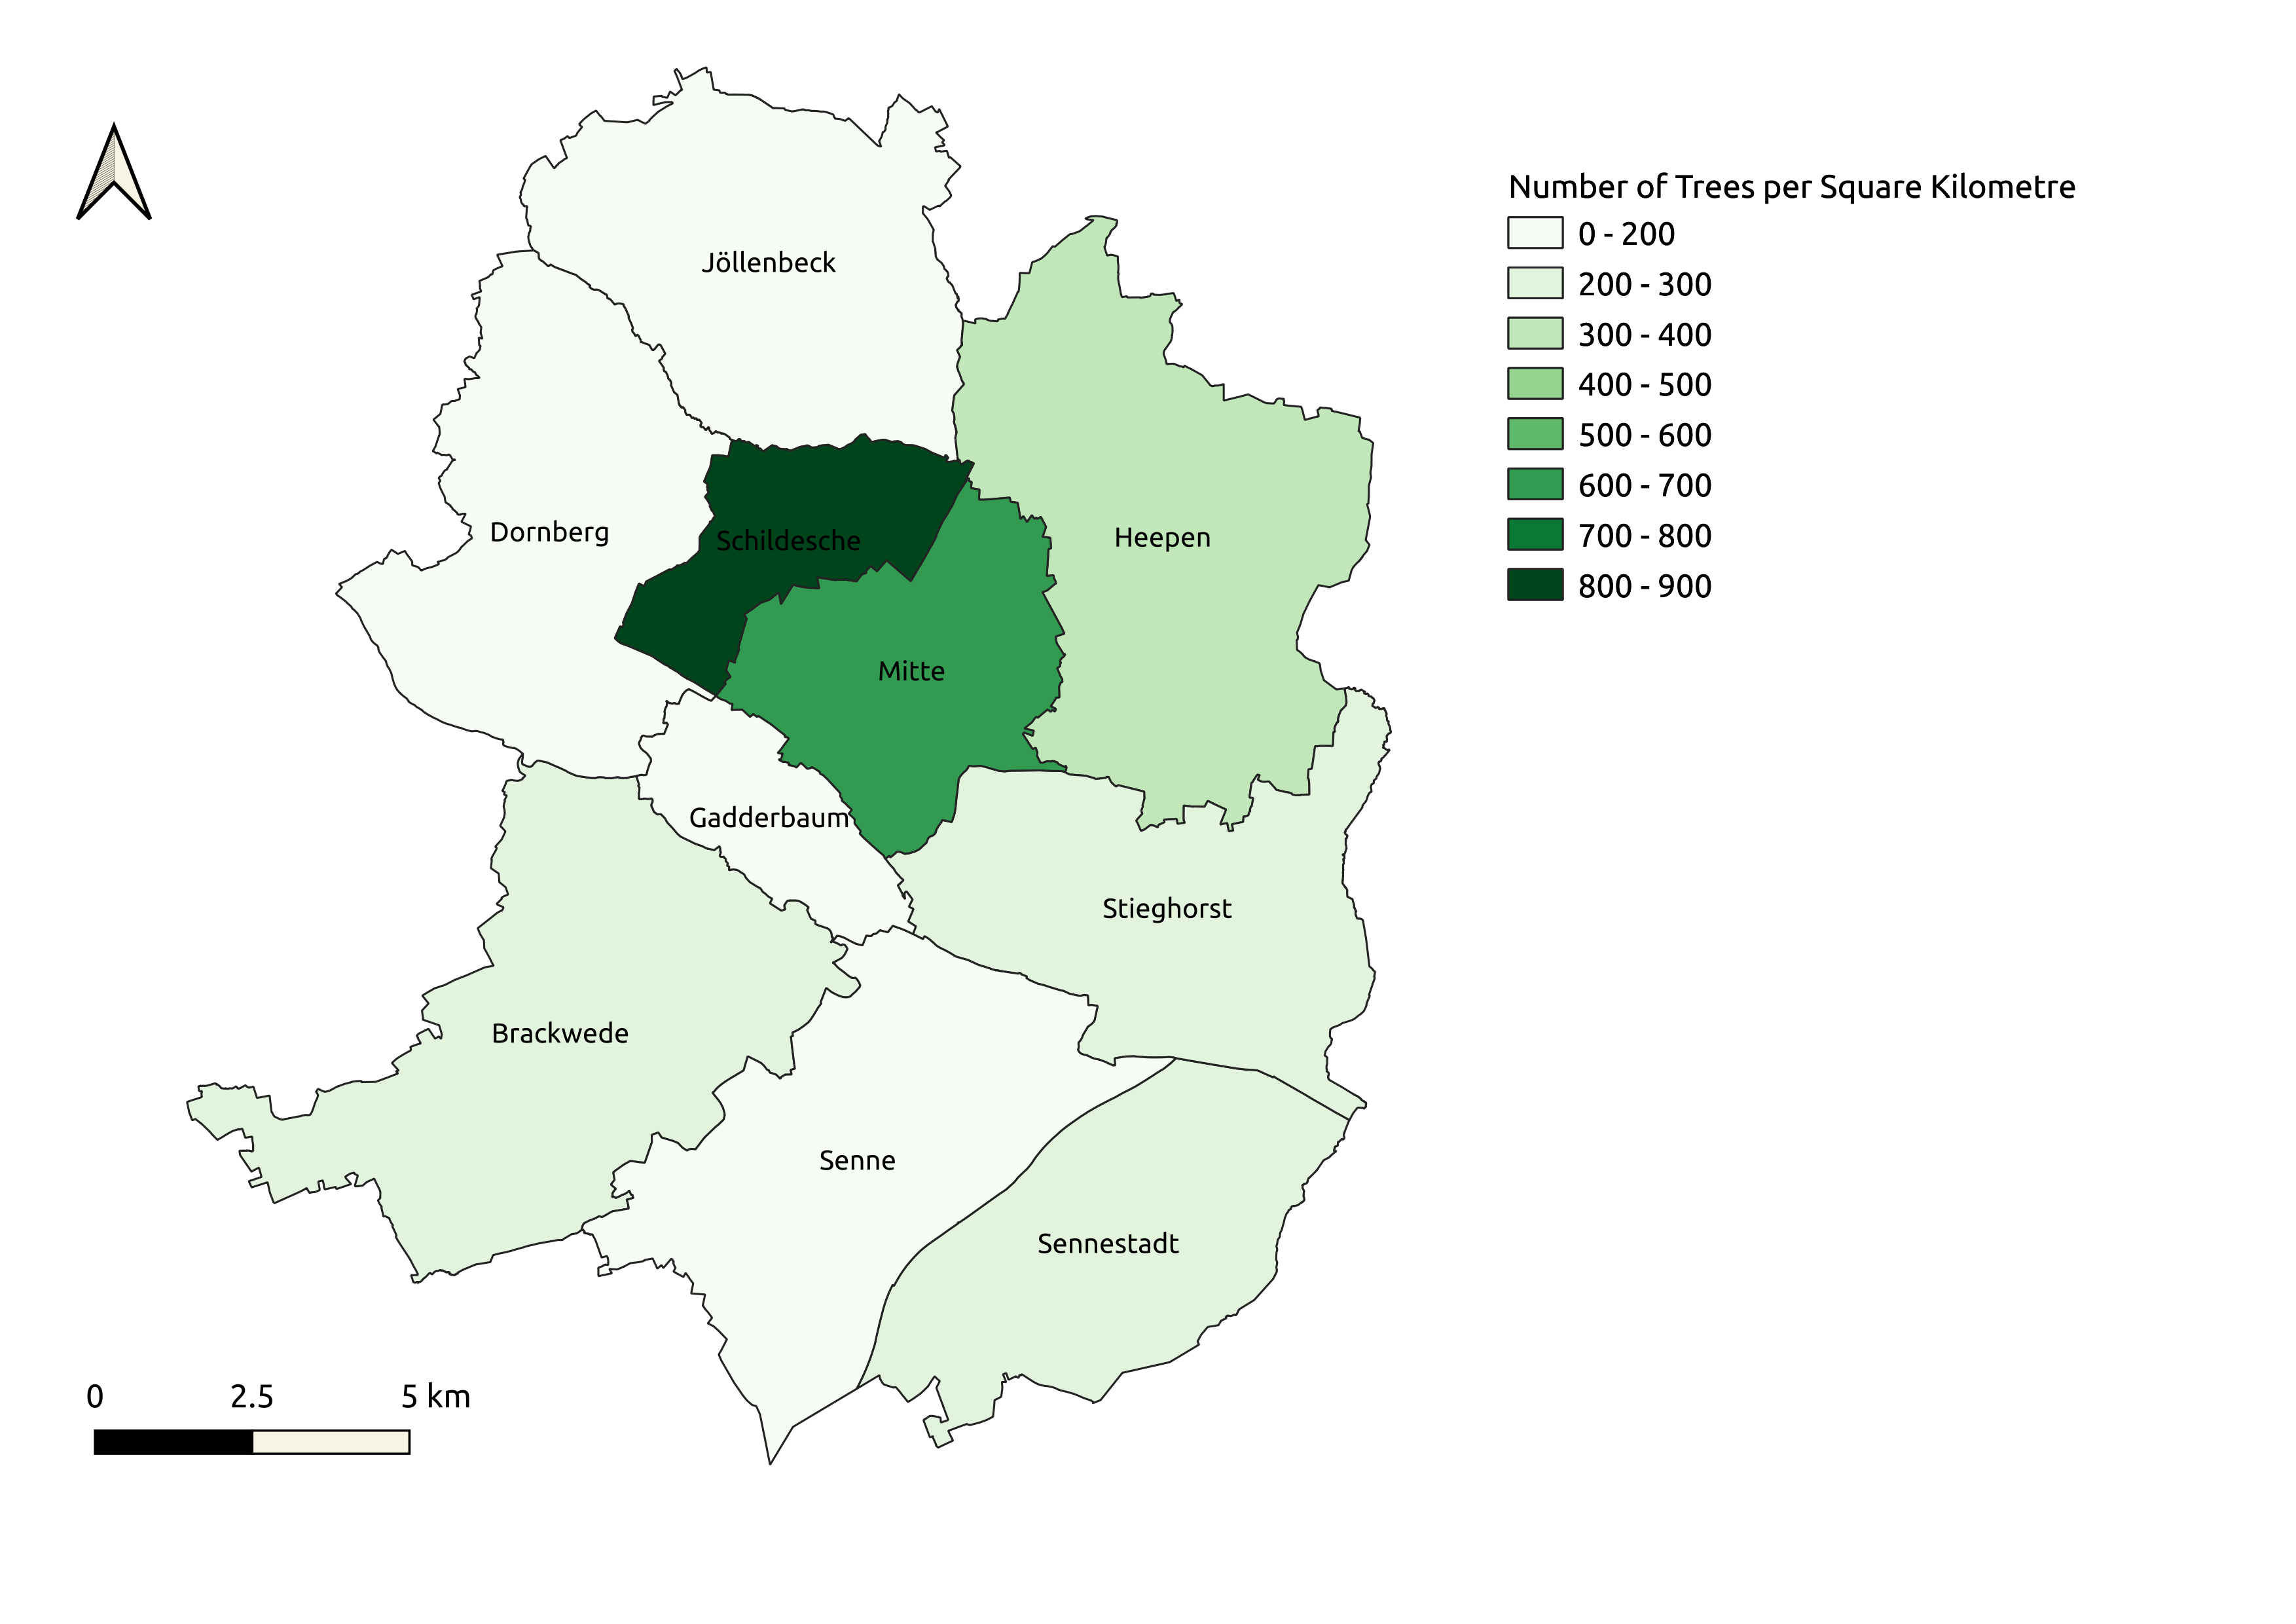 Number of Trees per Square Kilometre
0 - 200
200 - 300
300 - 400
400 - 500
500 - 600
600 - 700
700 - 800
800 - 900
Jöllenbeck
Dornberg
Schildesche
Heepen
Mitte
Gadderbaum
Stieghorst
Brackwede
Senne
Sennestadt
0 2.5 5 km